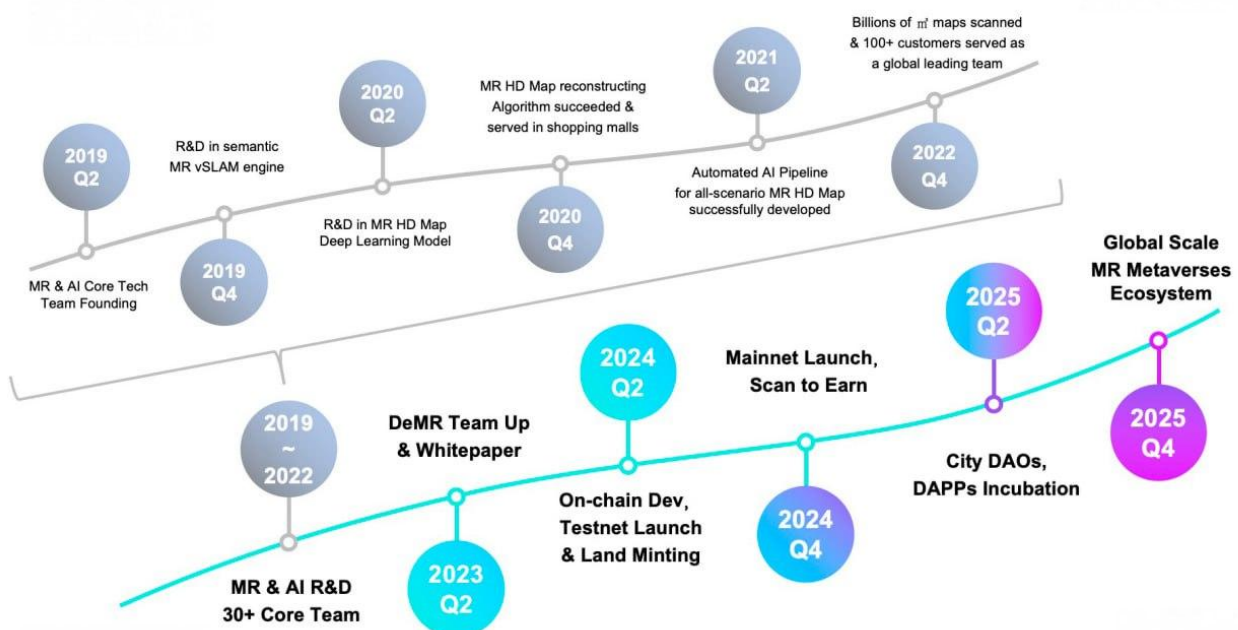 2019
Q2
MR & AI Core Tech
Team Founding
R&D in semantic
MR vSLAM engine
2019
Q4
2020
Q2
R&D in MR HD Map
Deep Learning Model
MR HD Map reconstructing
Algorithm succeeded &
served in shopping malls
2020
Q4
2021
Q2
Automated AI Pipeline
for all-scenario MR HD Map
successfully developed
Billions of ㎡ maps scanned
& 100+ customers served as
a global leading team
2022
Q4
2019
~
2022
MR & AI R&D
30+ Core Team
DeMR Team Up
& Whitepaper
2023
Q2
2024
Q2
On-chain Dev,
Testnet Launch
& Land Minting
Mainnet Launch,
Scan to Earn
2024
Q4
2025
Q2
City DAOs,
DAPPs Incubation
Global Scale
MR Metaverses
Ecosystem
2025
Q4